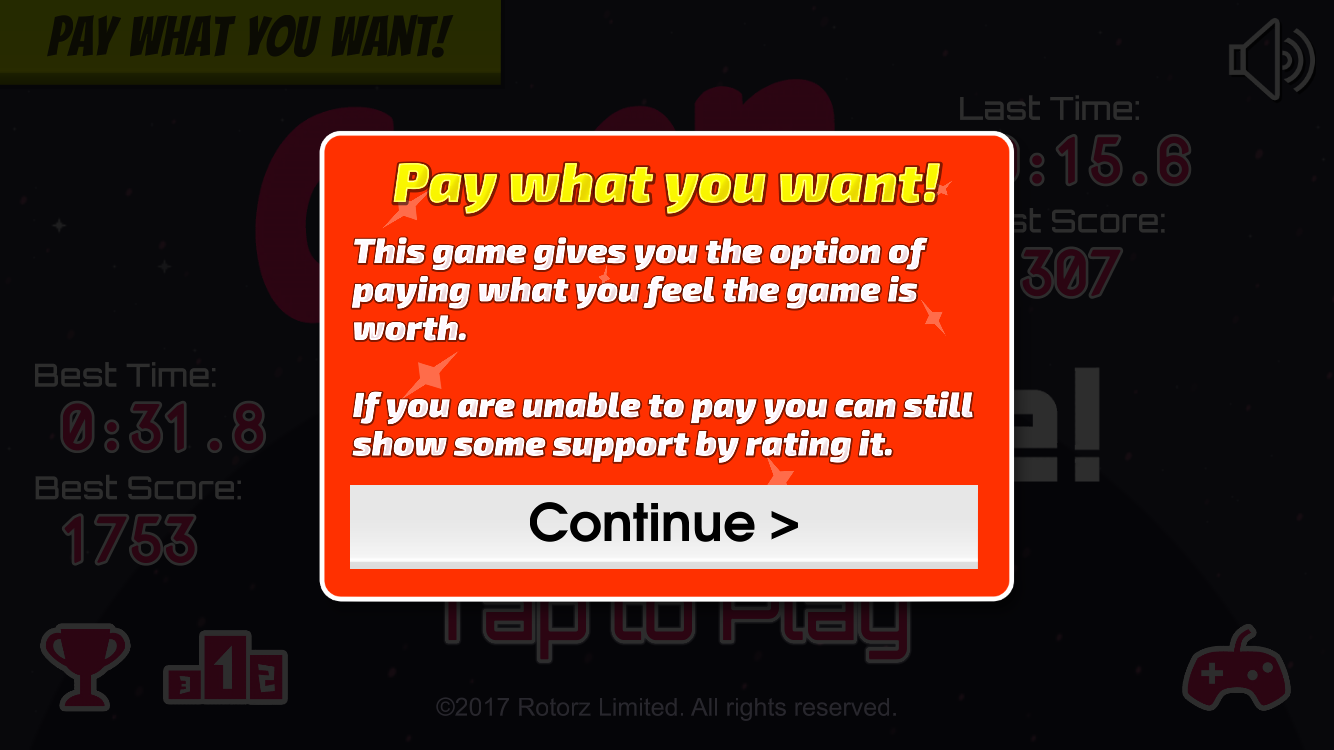 PAY WHAT YOU WANT!
Last Time:
:15.6
st Score:
307
Pay what you want!
This game gives you the option of
paying what you feel the game is
worth.
If you are unable to pay you can still
show some support by rating it.
Continue >
Best Time:
0:31.8
Best Score:
1753
e!
Tap to Play
3 1 2
©2017 Rotorz Limited. All rights reserved.